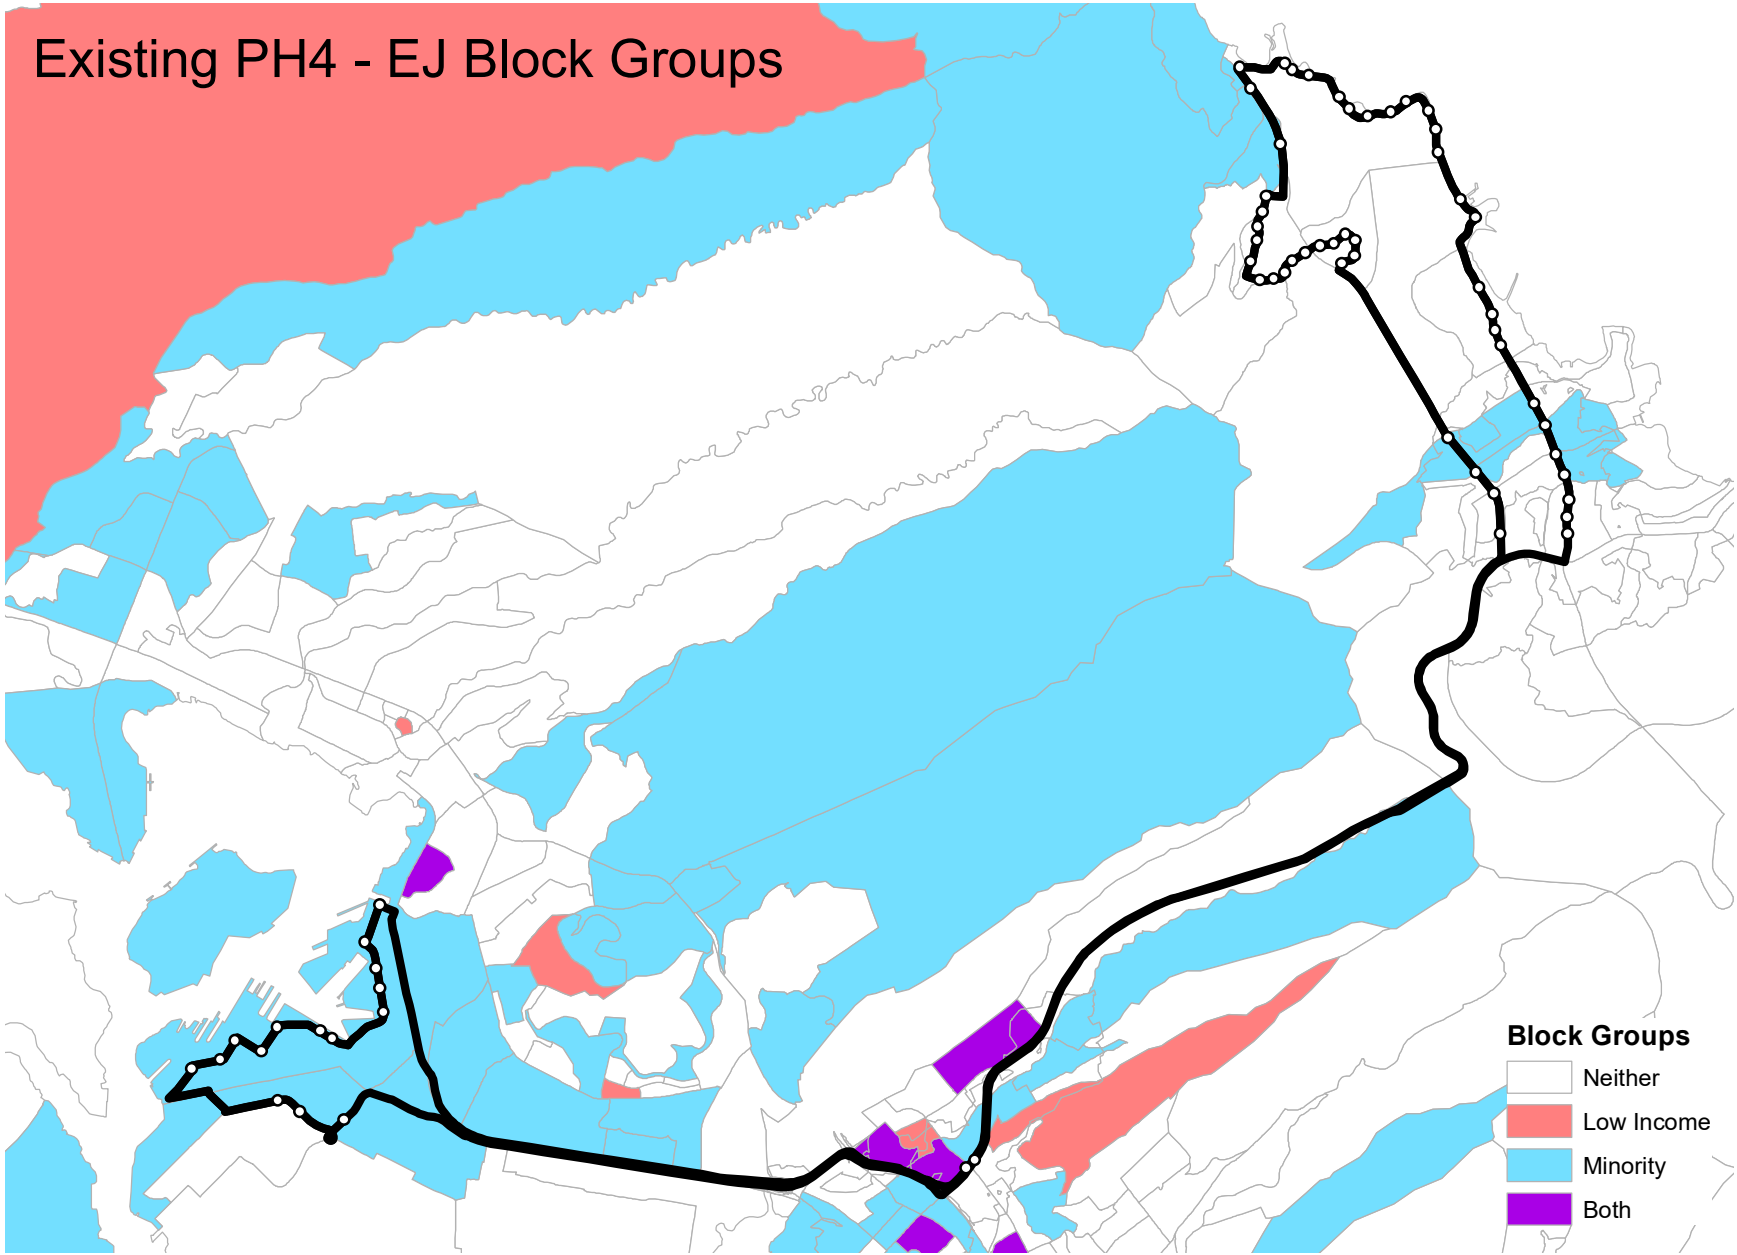 Existing PH4 - EJ Block Groups
Block Groups
Neither
Low Income
Minority
Both